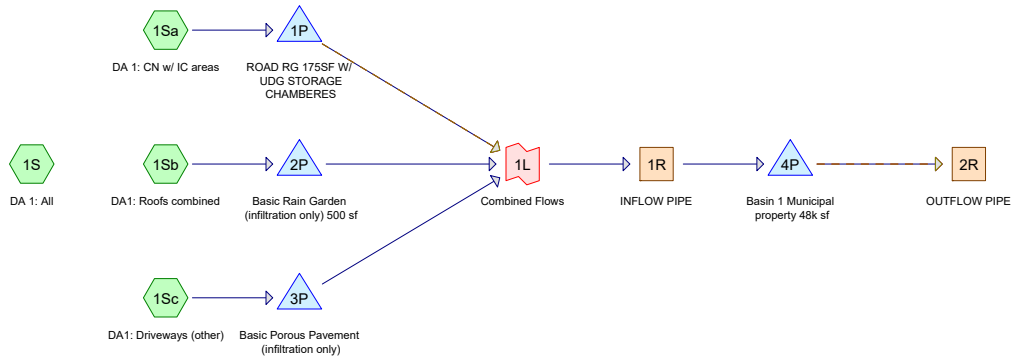 1Sa
1P
DA 1: CN w/ IC areas
ROAD RG 175SF W/
UDG STORAGE
CHAMBERES
1S
1Sb
2P
1L
1R
4P
2R
DA 1: All
DA1: Roofs combined
Basic Rain Garden
(infiltration only) 500 sf
Combined Flows
INFLOW PIPE
Basin 1 Municipal
property 48k sf
OUTFLOW PIPE
1Sc
3P
DA1: Driveways (other)
Basic Porous Pavement
(infiltration only)